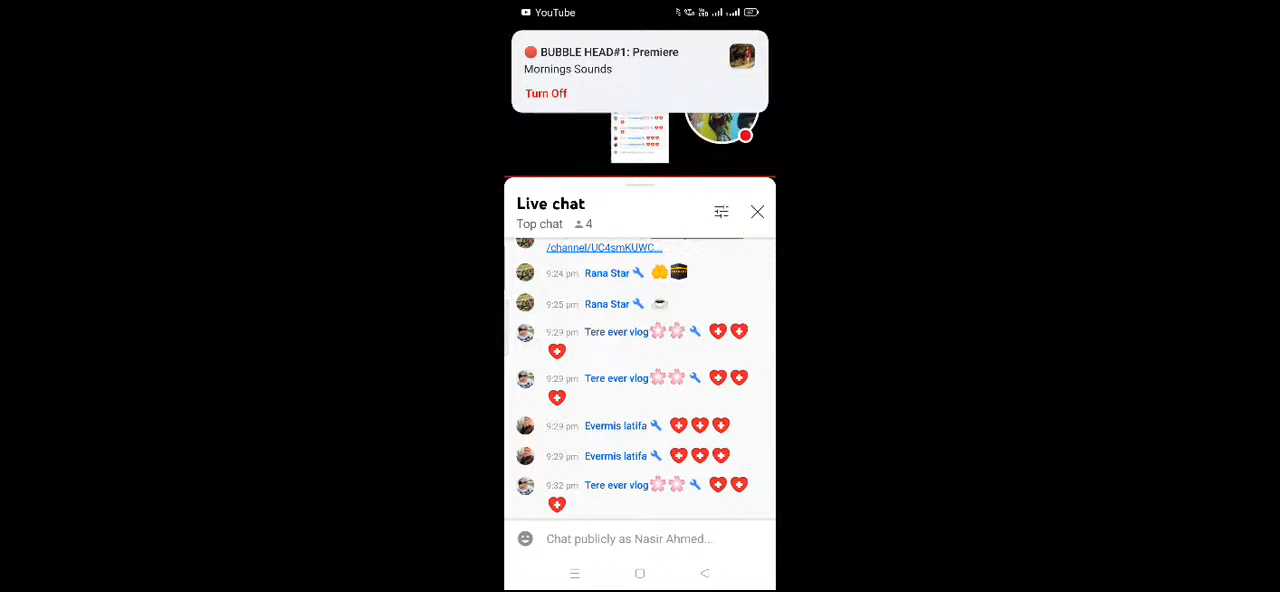 YouTube
🔴 BUBBLE HEAD#1: Premiere
Mornings Sounds
Turn Off
Live chat
Top chat 4
/channel/UC4smKUWC...
9:24 pm Rana Star 🤲🕋
9:25 pm Rana Star ☕
9:29 pm Tere ever vlog🌸🌸
9:29 pm Tere ever vlog🌸🌸
9:29 pm Evermis latifa
9:29 pm Evermis latifa
9:32 pm Tere ever vlog🌸🌸
Chat publicly as Nasir Ahmed...